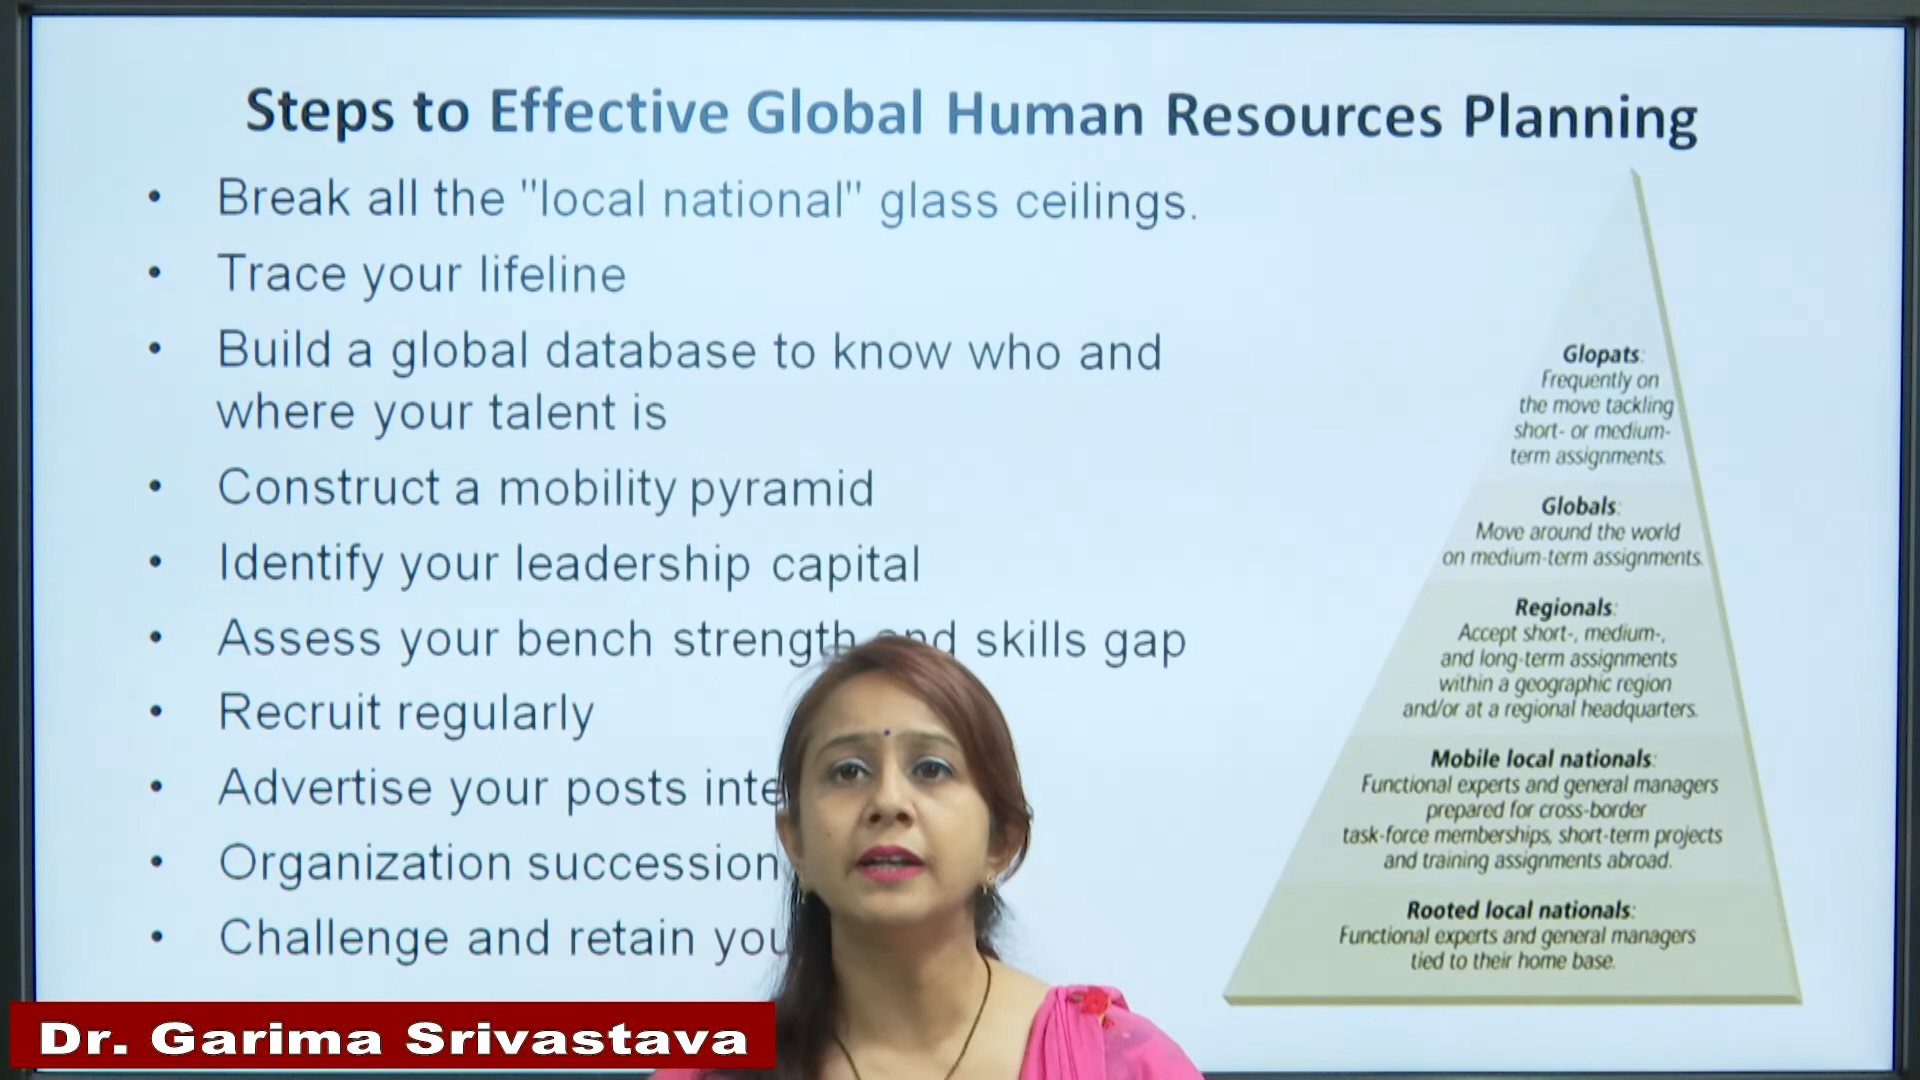 Steps to Effective Global Human Resources Planning
• Break all the "local national" glass ceilings.
• Trace your lifeline
• Build a global database to know who and
where your talent is
• Construct a mobility pyramid
• Identify your leadership capital
• Assess your bench strength and skills gap
• Recruit regularly
• Advertise your posts
• Organization succession
• Challenge and retain
Glopats:
Frequently on
the move tackling
short- or medium-
term assignments.
Globals:
Move around the world
on medium-term assignments.
Regionals:
Accept short-, medium-,
and long-term assignments
within a geographic region
and/or at a regional headquarters.
Mobile local nationals:
Functional experts and general managers
prepared for cross-border
task-force memberships, short-term projects
and training assignments abroad.
Rooted local nationals:
Functional experts and general managers
tied to their home base.
Dr. Garima Srivastava